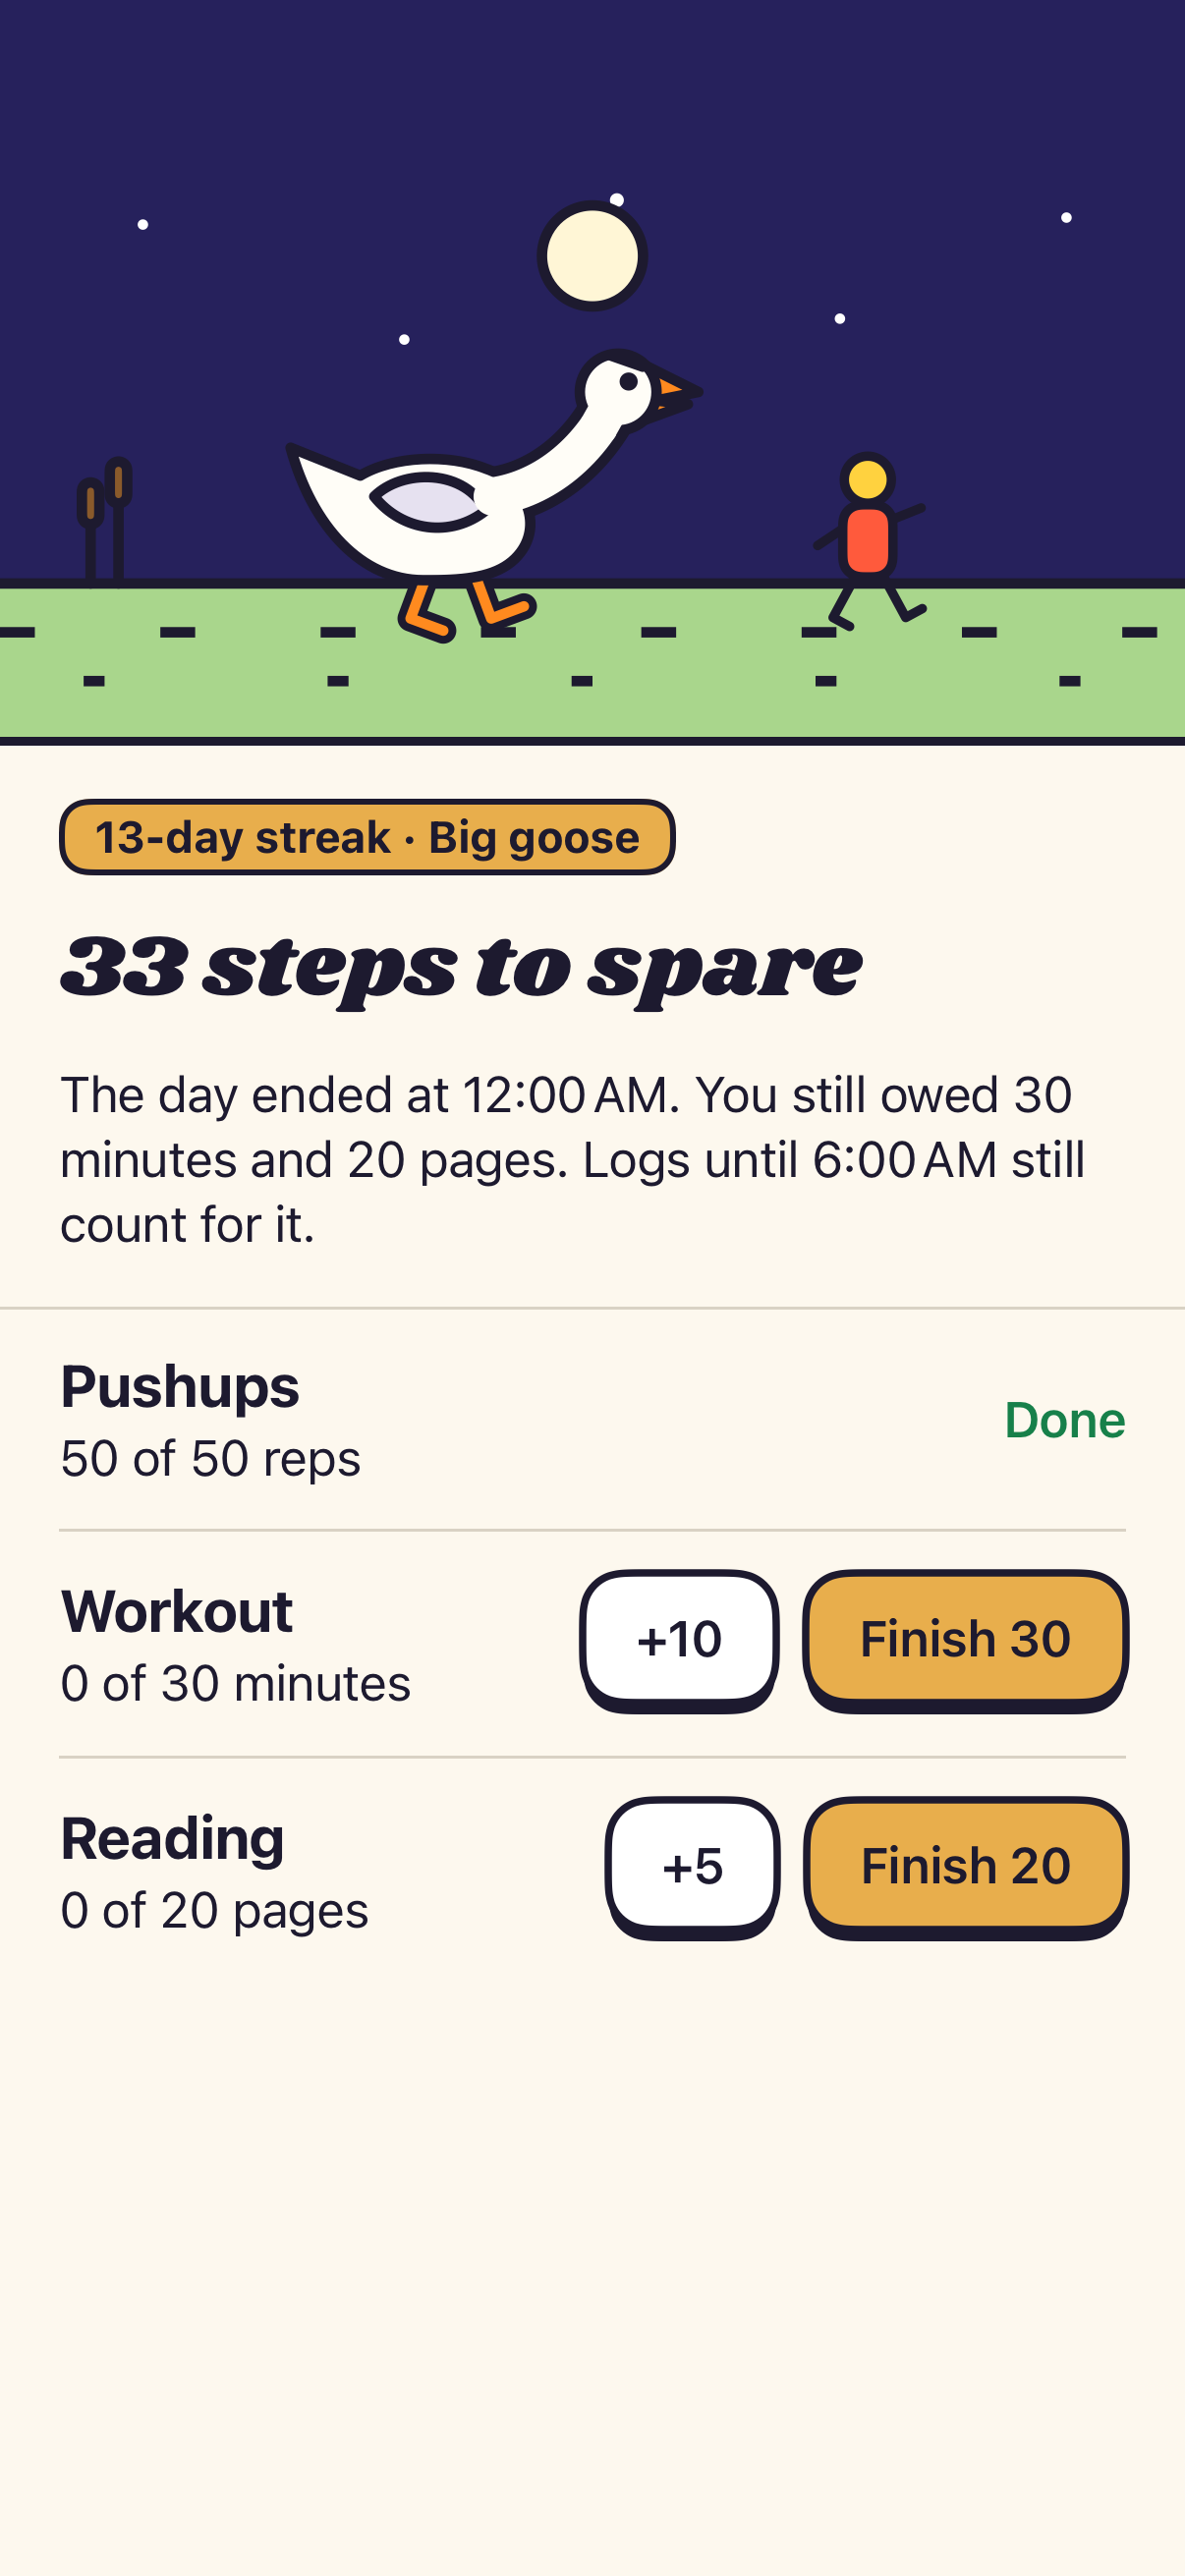 13-day streak · Big goose
33 steps to spare
The day ended at 12:00 AM. You still owed 30
minutes and 20 pages. Logs until 6:00 AM still
count for it.
Pushups
50 of 50 reps
Done
Workout
0 of 30 minutes
+10
Finish 30
Reading
0 of 20 pages
+5
Finish 20